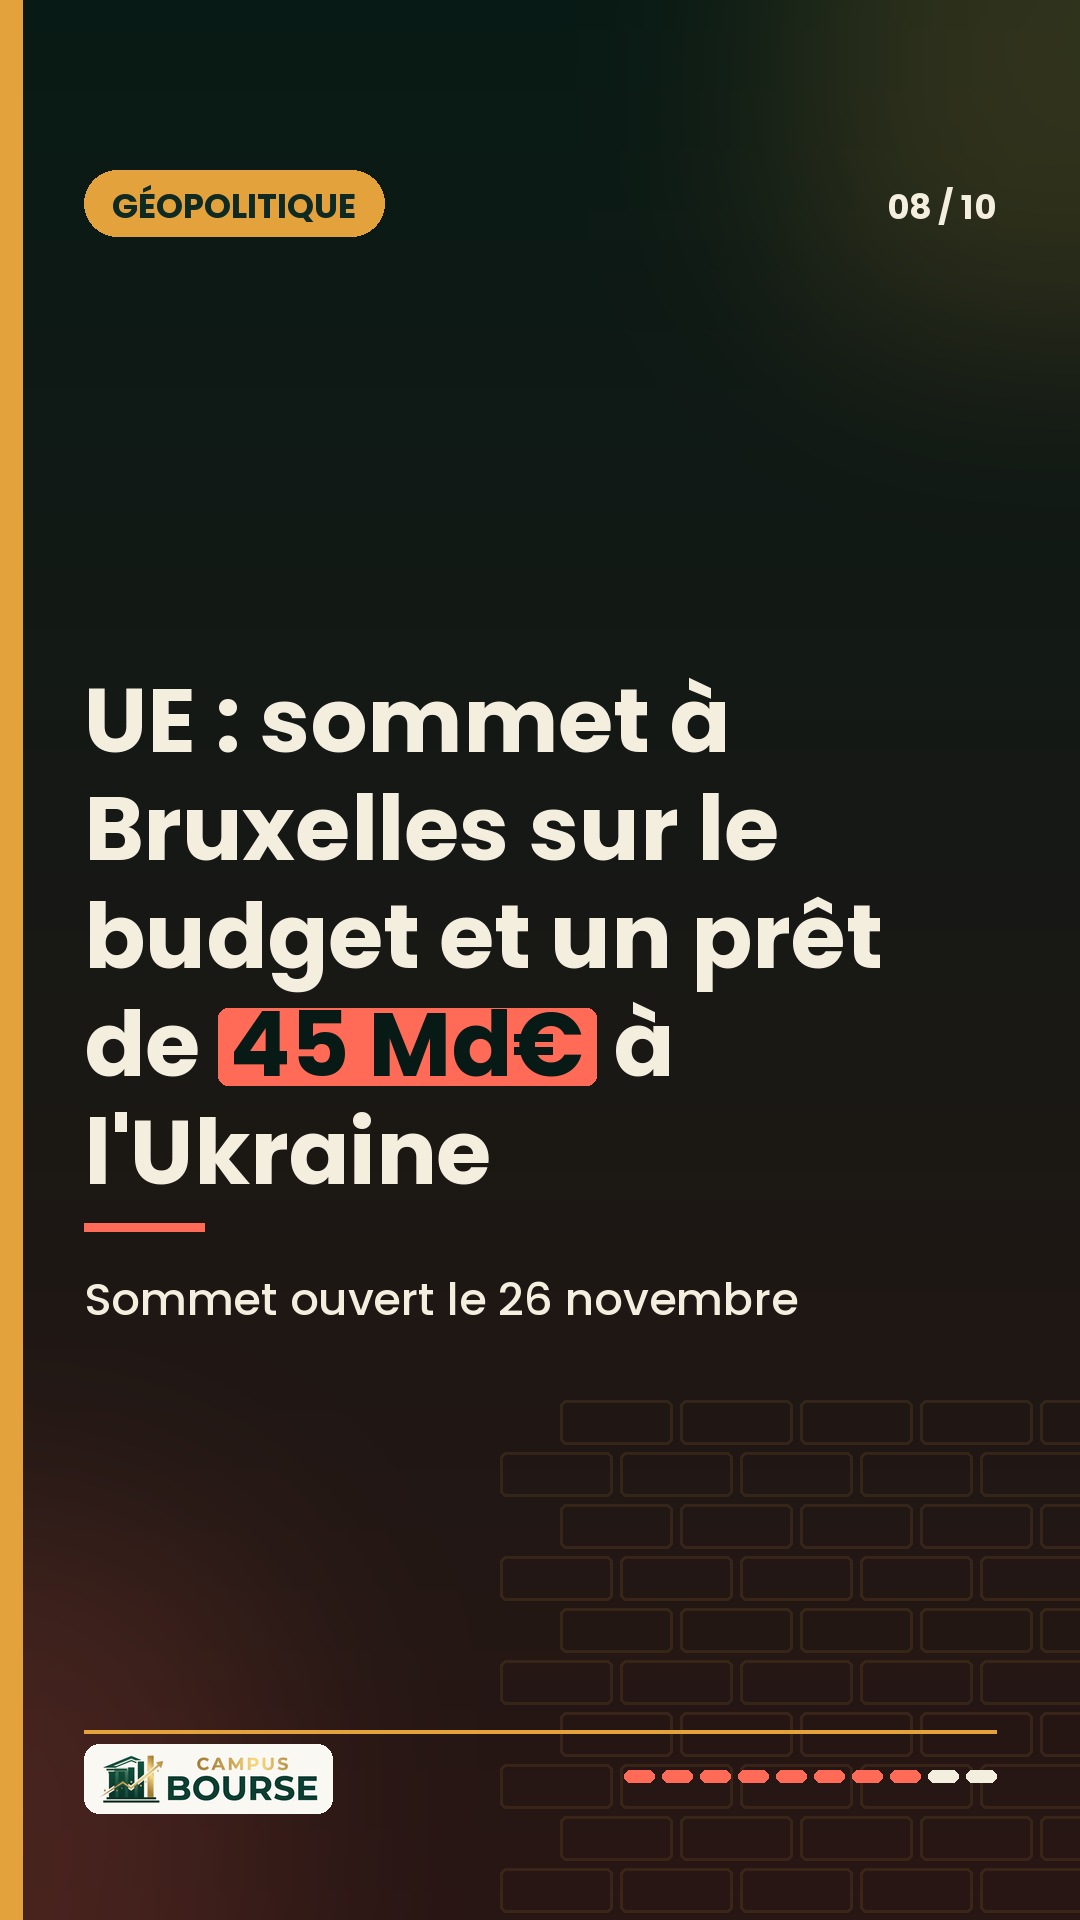 GÉOPOLITIQUE
08 / 10
UE : sommet à
Bruxelles sur le
budget et un prêt
de 45 Md€ à
l'Ukraine
Sommet ouvert le 26 novembre
CAMPUS
BOURSE